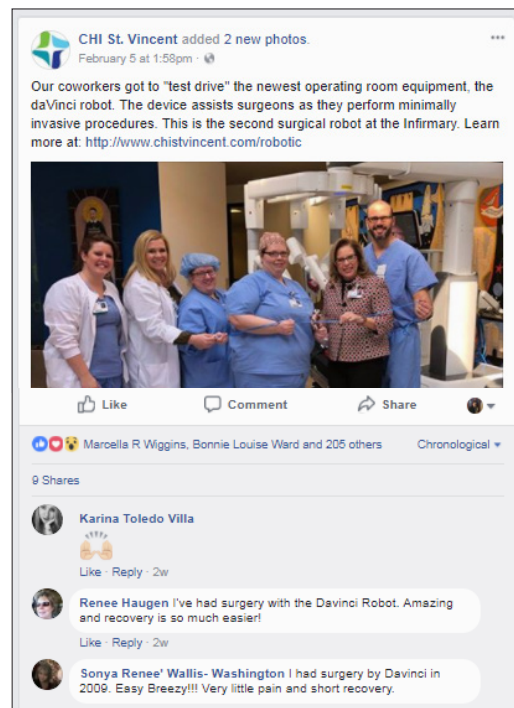 CHI St. Vincent added 2 new photos.
February 5 at 1:58pm ·
Our coworkers got to "test drive" the newest operating room equipment, the
daVinci robot. The device assists surgeons as they perform minimally
invasive procedures. This is the second surgical robot at the Infirmary. Learn
more at: http://www.chistvincent.com/robotic
Like Comment Share
Marcella R Wiggins, Bonnie Louise Ward and 205 others Chronological
9 Shares
Karina Toledo Villa
Like · Reply · 2w
Renee Haugen I've had surgery with the Davinci Robot. Amazing
and recovery is so much easier!
Like · Reply · 2w
Sonya Renee' Wallis- Washington I had surgery by Davinci in
2009. Easy Breezy!!! Very little pain and short recovery.